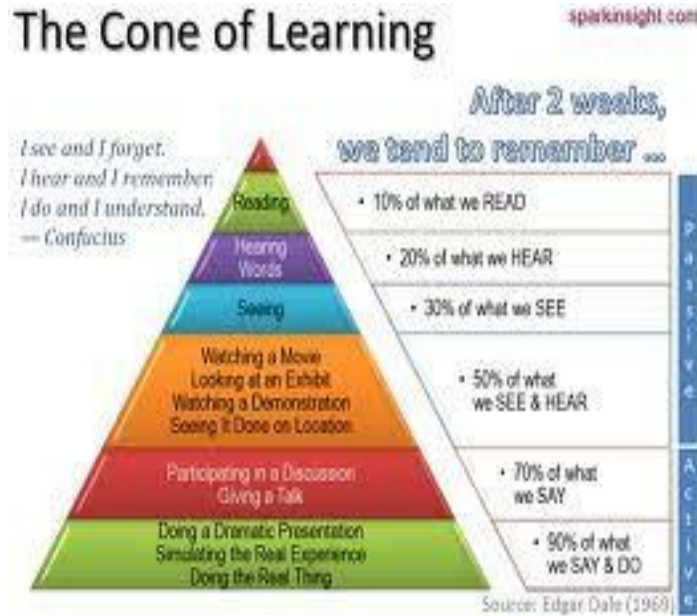 The Cone of Learning
sparkinsight.com
After 2 weeks,
we tend to remember ...
I see and I forget.
I hear and I remember.
I do and I understand.
— Confucius
Reading
• 10% of what we READ
Hearing
Words
• 20% of what we HEAR
Seeing
• 30% of what we SEE
Watching a Movie
Looking at an Exhibit
Watching a Demonstration
Seeing It Done on Location
• 50% of what
we SEE & HEAR
Passive
Participating in a Discussion
Giving a Talk
• 70% of what
we SAY
Doing a Dramatic Presentation
Simulating the Real Experience
Doing the Real Thing
• 90% of what
we SAY & DO
Active
Source: Edgar Dale (1969)